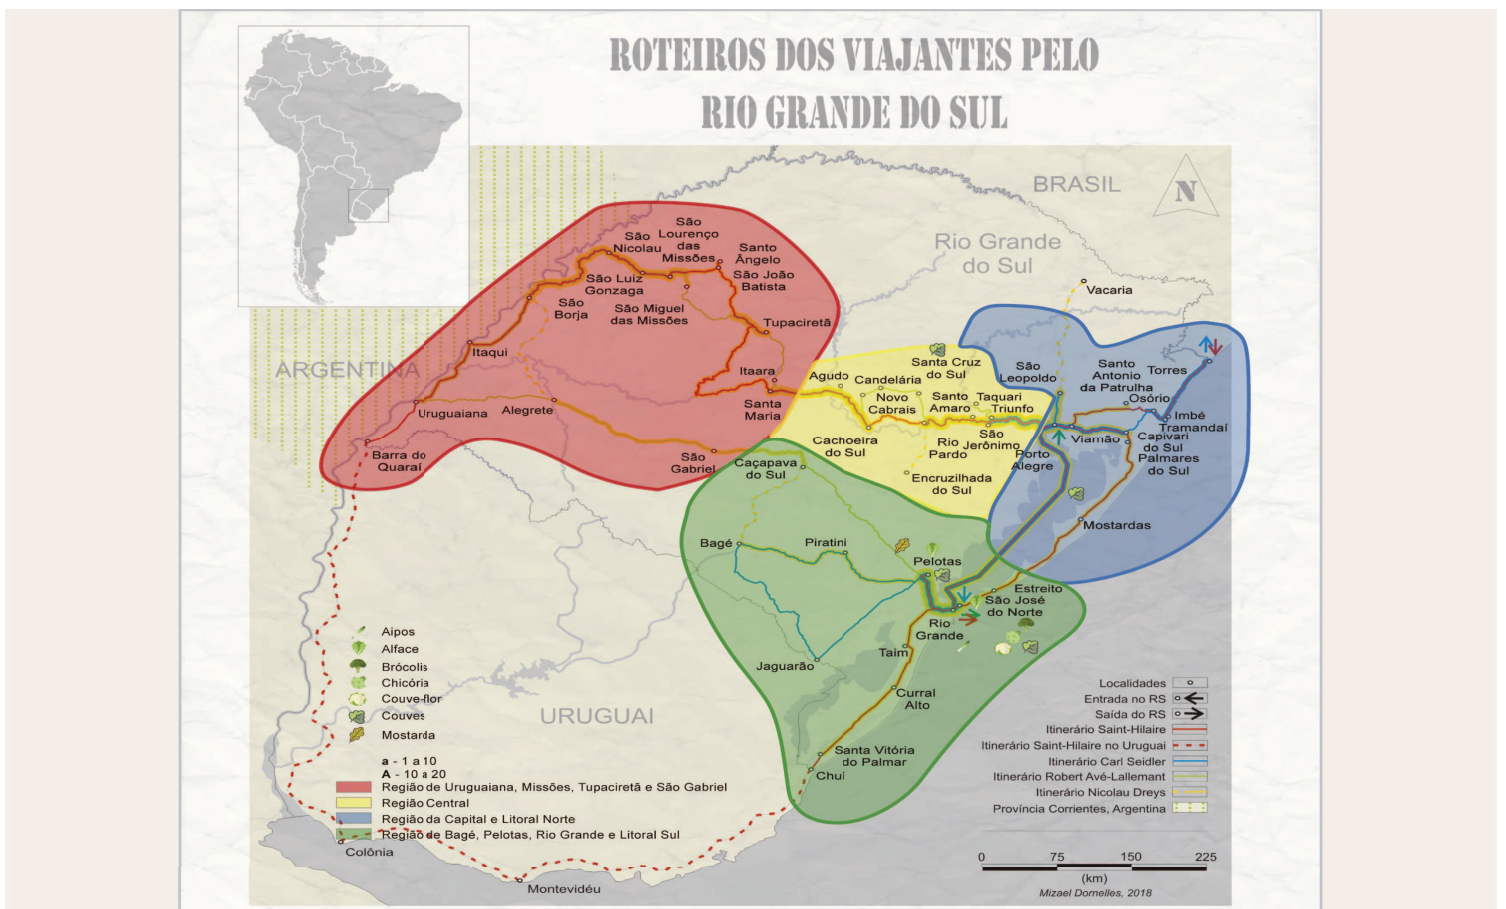 ROTEIROS DOS VIAJANTES PELO
RIO GRANDE DO SUL
BRASIL
N
Rio Grande
do Sul
Vacaria
São
Nicolau
São
Lourenço
das
Missões
Santo
Ângelo
São João
Batista
São Luiz
Gonzaga
São
Borja
São Miguel
das Missões
Tupaciretã
Itaqui
ARGENTINA
Itaara
Santa
Maria
Uruguaiana
Alegrete
Barra do
Quaraí
São
Gabriel
Agudo
Candelária
Santa Cruz
do Sul
Novo
Cabrais
Santo
Amaro
Taquari
Triunfo
Cachoeira
do Sul
Rio
Pardo
São
Jerônimo
Encruzilhada
do Sul
São
Leopoldo
Santo
Antonio
da Patrulha
Torres
Osório
Imbé
Tramandaí
Porto
Alegre
Viamão
Capivari
do Sul
Palmares
do Sul
Mostardas
Caçapava
do Sul
Bagé
Piratini
Pelotas
Estreito
São José
do Norte
Rio
Grande
Taim
Jaguarão
Curral
Alto
Santa Vitória
do Palmar
Chuí
URUGUAI
Colônia
Montevidéu
Aipos
Alface
Brócolis
Chicória
Couve-flor
Couves
Mostarda
a - 1 a 10
A - 10 a 20
Região de Uruguaiana, Missões, Tupaciretã e São Gabriel
Região Central
Região da Capital e Litoral Norte
Região de Bagé, Pelotas, Rio Grande e Litoral Sul
Localidades
Entrada no RS
Saída do RS
Itinerário Saint-Hilaire
Itinerário Saint-Hilaire no Uruguai
Itinerário Carl Seidler
Itinerário Robert Avé-Lallemant
Itinerário Nicolau Dreys
Província Corrientes, Argentina
0 75 150 225
(km)
Mizael Dornelles, 2018